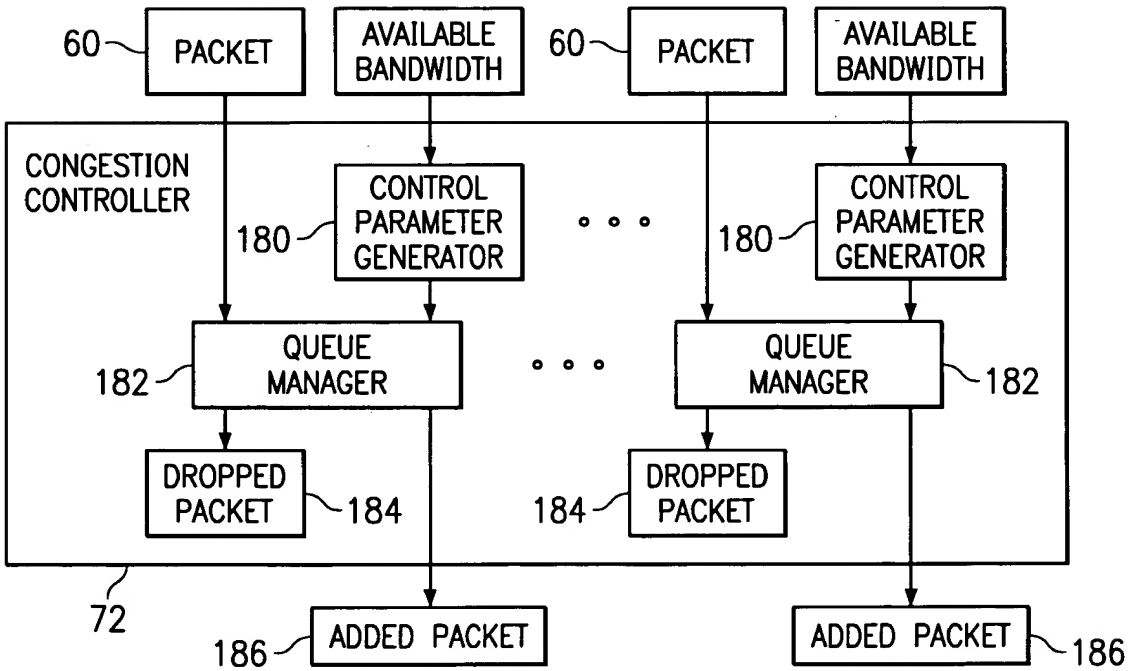 60
PACKET
AVAILABLE
BANDWIDTH
60
PACKET
AVAILABLE
BANDWIDTH
CONGESTION
CONTROLLER
180
CONTROL
PARAMETER
GENERATOR
180
CONTROL
PARAMETER
GENERATOR
182
QUEUE
MANAGER
QUEUE
MANAGER
182
DROPPED
PACKET
184
184
DROPPED
PACKET
72
186
ADDED PACKET
ADDED PACKET
186